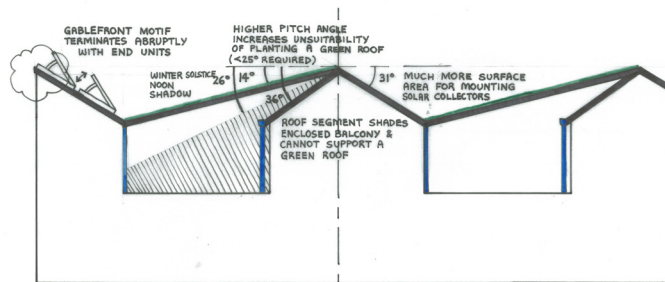 GABLEFRONT MOTIF
TERMINATES ABRUPTLY
WITH END UNITS
HIGHER PITCH ANGLE
INCREASES UNSUITABILITY
OF PLANTING A GREEN ROOF
(<25° REQUIRED)
WINTER SOLSTICE
NOON
SHADOW
26°
14°
36°
31°
MUCH MORE SURFACE
AREA FOR MOUNTING
SOLAR COLLECTORS
ROOF SEGMENT SHADES
ENCLOSED BALCONY &
CANNOT SUPPORT A
GREEN ROOF